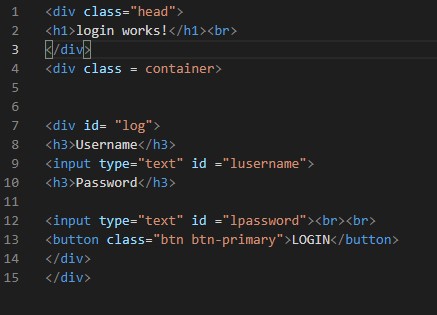 1 <div class="head">
2 <h1>login works!</h1><br>
3 </div>
4 <div class = container>
5
6
7 <div id= "log">
8 <h3>Username</h3>
9 <input type="text" id ="lusername">
10 <h3>Password</h3>
11
12 <input type="text" id ="lpassword"><br><br>
13 <button class="btn btn-primary">LOGIN</button>
14 </div>
15 </div>